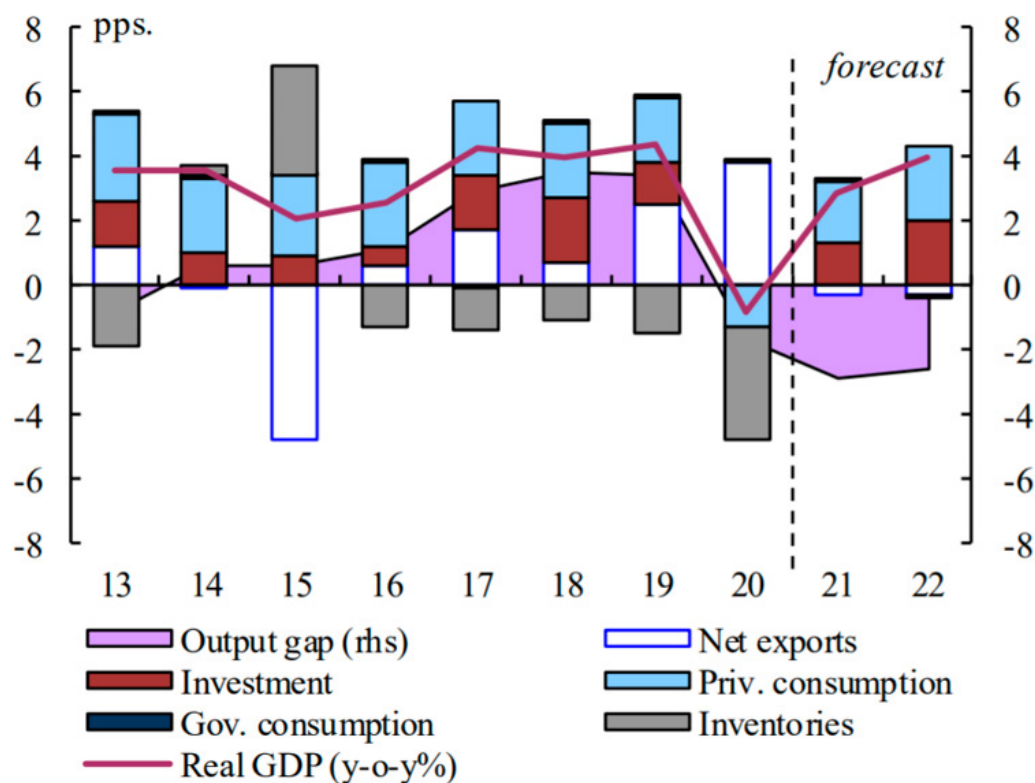 8 pps. 8
forecast
6 6
4 4
2 2
0 0
-2 -2
-4 -4
-6 -6
-8 -8
13 14 15 16 17 18 19 20 21 22
Output gap (rhs) Net exports
Investment Priv. consumption
Gov. consumption Inventories
Real GDP (y-o-y%)